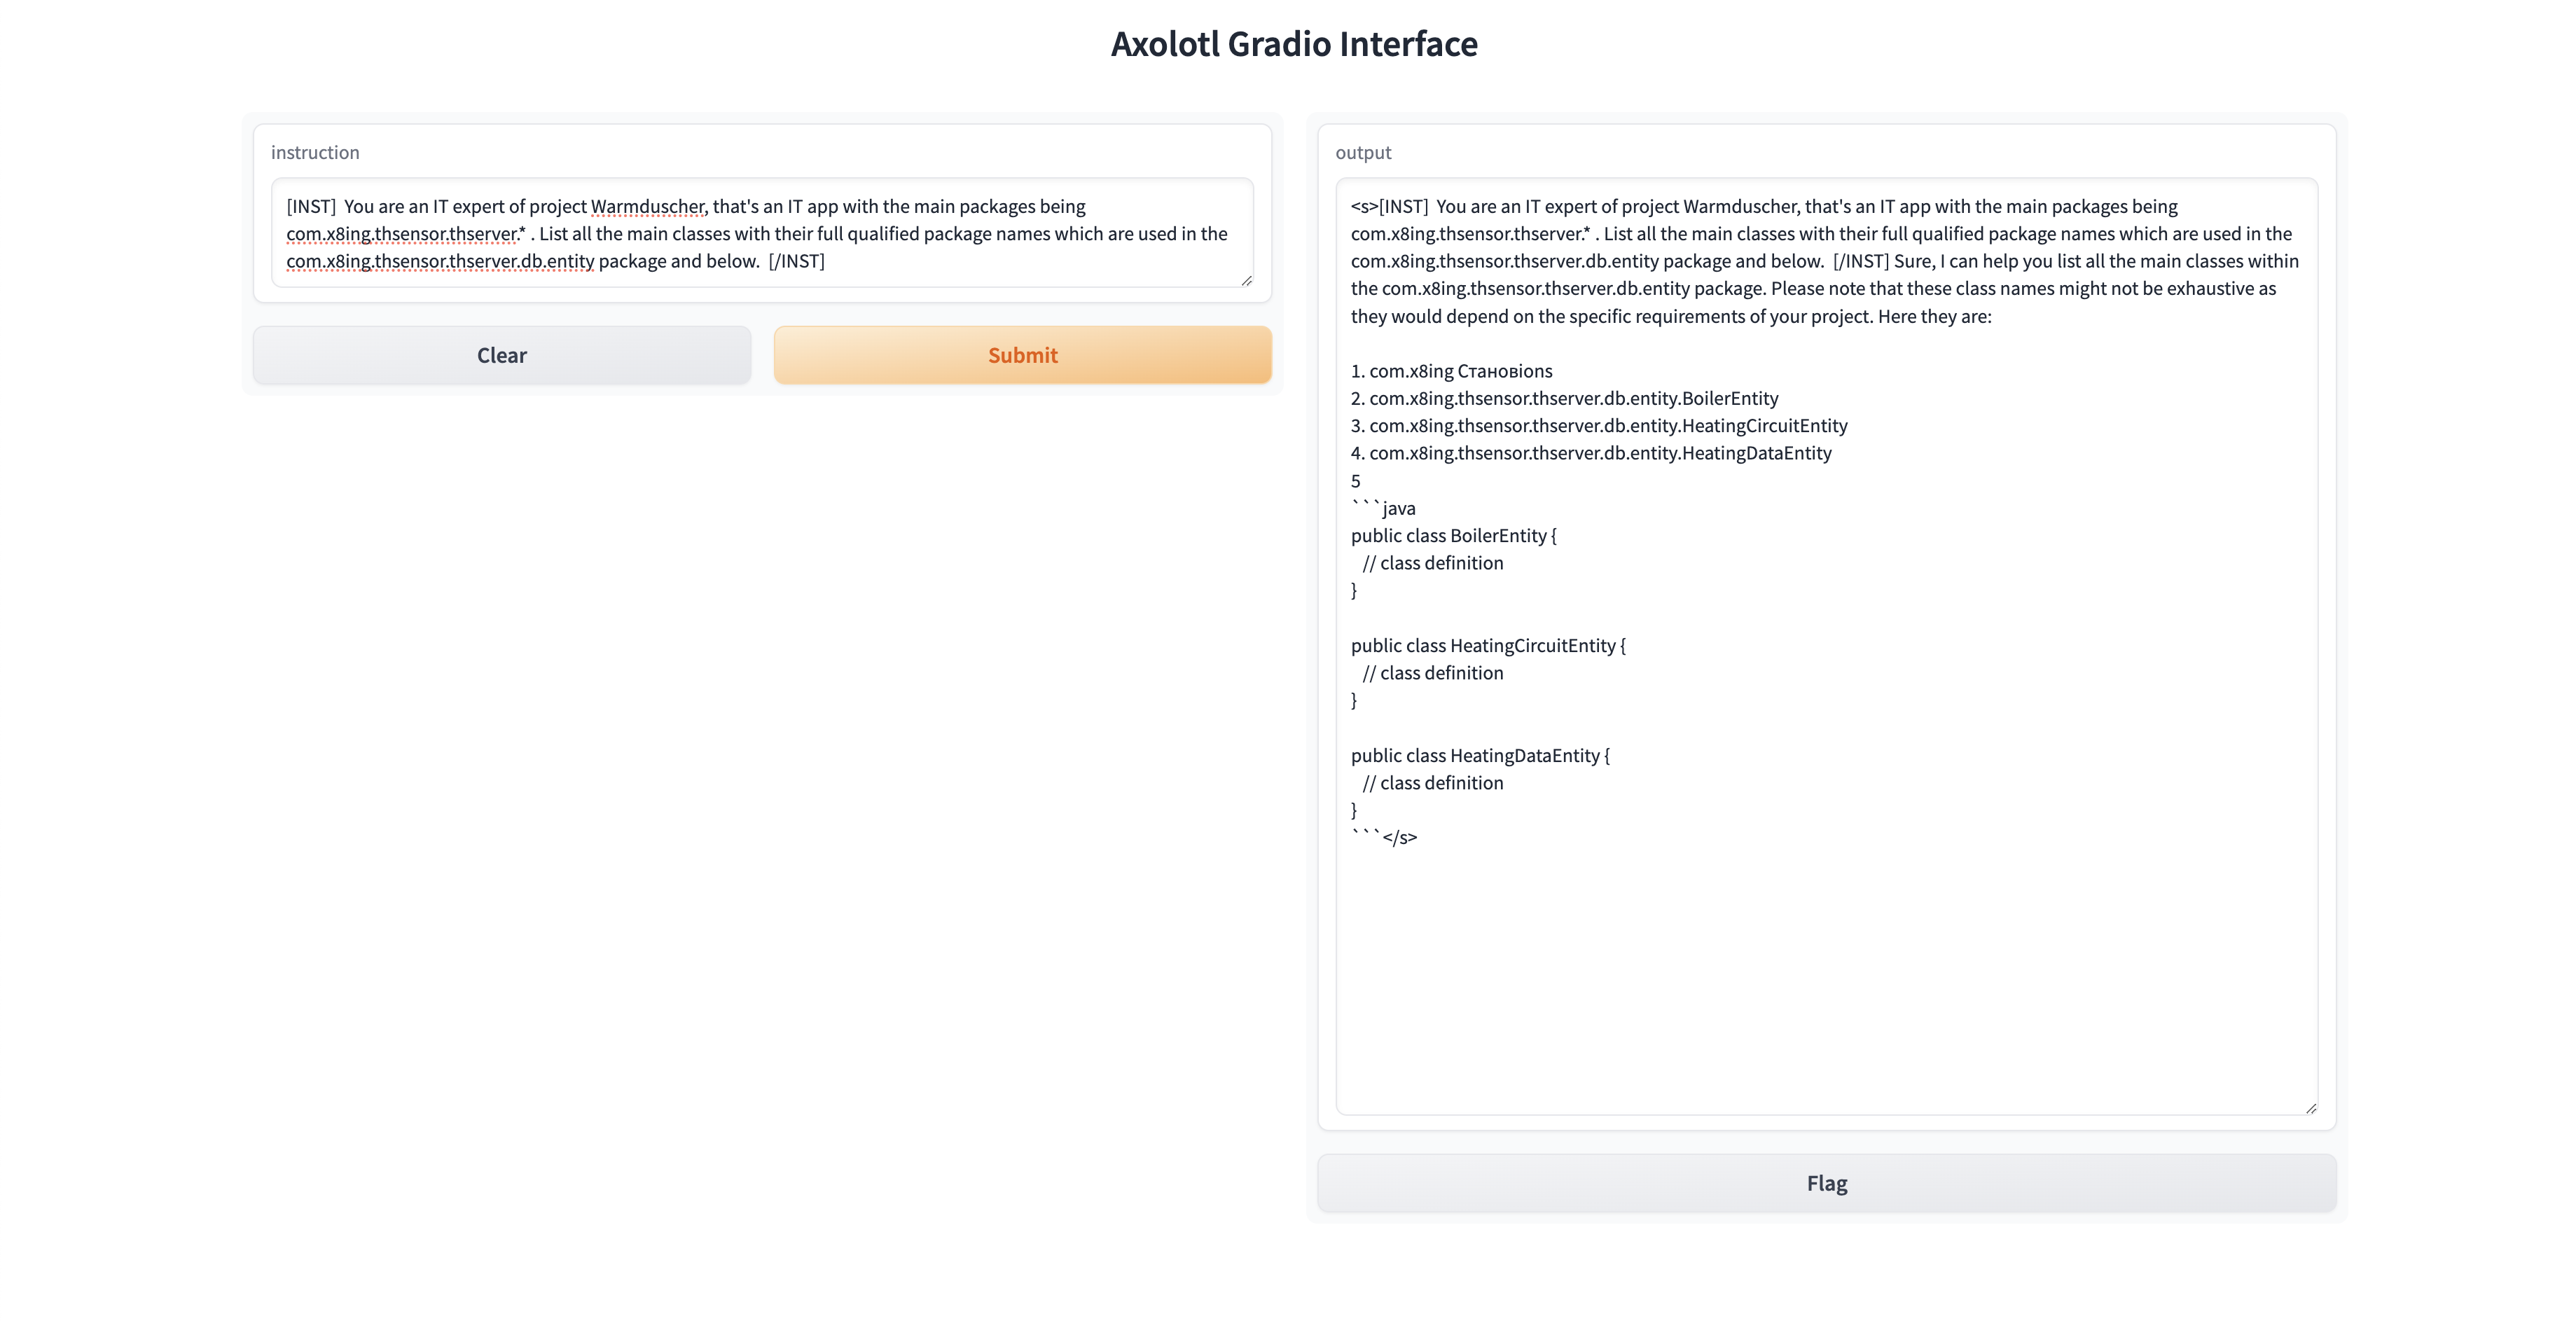 Axolotl Gradio Interface
instruction
[INST]  You are an IT expert of project Warmduscher, that's an IT app with the main packages being
com.x8ing.thsensor.thserver.* . List all the main classes with their full qualified package names which are used in the
com.x8ing.thsensor.thserver.db.entity package and below.  [/INST]
Clear
Submit
output
<s>[INST]  You are an IT expert of project Warmduscher, that's an IT app with the main packages being
com.x8ing.thsensor.thserver.* . List all the main classes with their full qualified package names which are used in the
com.x8ing.thsensor.thserver.db.entity package and below.  [/INST] Sure, I can help you list all the main classes within
the com.x8ing.thsensor.thserver.db.entity package. Please note that these class names might not be exhaustive as
they would depend on the specific requirements of your project. Here they are:
1. com.x8ing Становions
2. com.x8ing.thsensor.thserver.db.entity.BoilerEntity
3. com.x8ing.thsensor.thserver.db.entity.HeatingCircuitEntity
4. com.x8ing.thsensor.thserver.db.entity.HeatingDataEntity
5
```java
public class BoilerEntity {
// class definition
}
public class HeatingCircuitEntity {
// class definition
}
public class HeatingDataEntity {
// class definition
}
```</s>
Flag